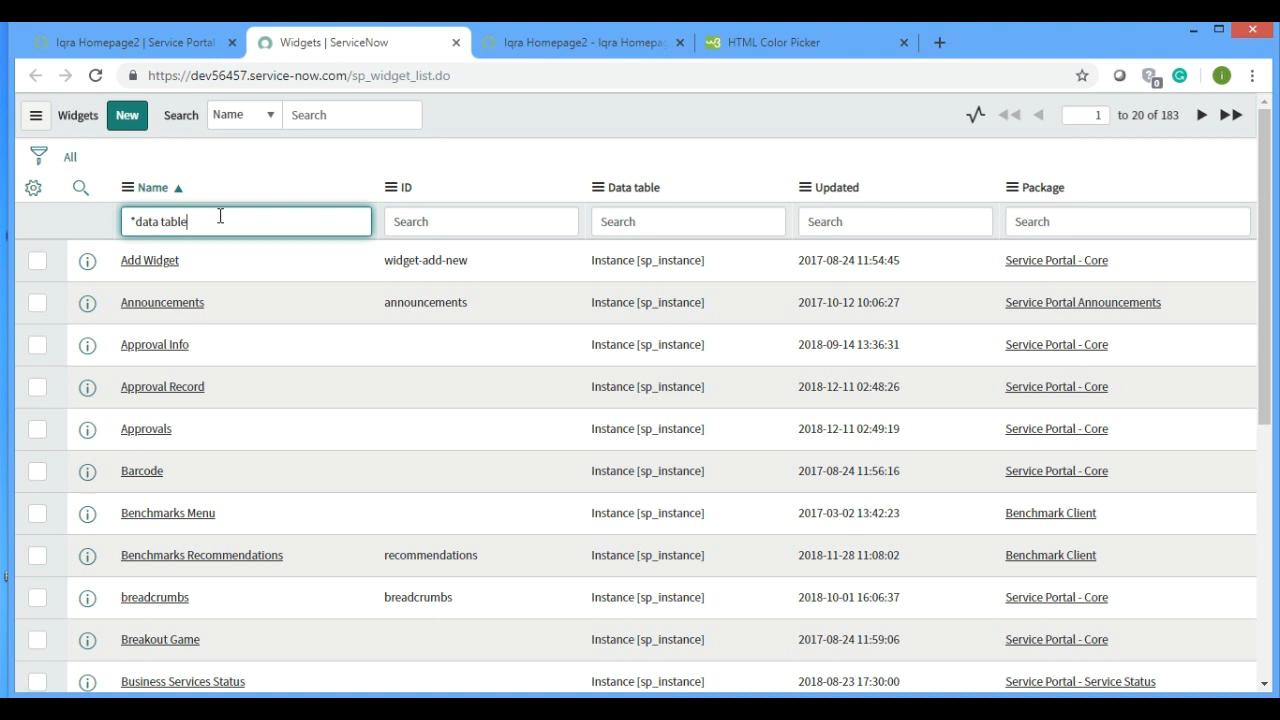 Iqra Homepage2 | Service Portal
Widgets | ServiceNow
Iqra Homepage2 - Iqra Homepag
HTML Color Picker
https://dev56457.service-now.com/sp_widget_list.do
0
i
Widgets New Search Name Search 1 to 20 of 183
All
Name ID Data table Updated Package
*data table Search Search Search Search
Add Widget widget-add-new Instance [sp_instance] 2017-08-24 11:54:45 Service Portal - Core
Announcements announcements Instance [sp_instance] 2017-10-12 10:06:27 Service Portal Announcements
Approval Info Instance [sp_instance] 2018-09-14 13:36:31 Service Portal - Core
Approval Record Instance [sp_instance] 2018-12-11 02:48:26 Service Portal - Core
Approvals Instance [sp_instance] 2018-12-11 02:49:19 Service Portal - Core
Barcode Instance [sp_instance] 2017-08-24 11:56:16 Service Portal - Core
Benchmarks Menu Instance [sp_instance] 2017-03-02 13:42:23 Benchmark Client
Benchmarks Recommendations recommendations Instance [sp_instance] 2018-11-28 11:08:02 Benchmark Client
breadcrumbs breadcrumbs Instance [sp_instance] 2018-10-01 16:06:37 Service Portal - Core
Breakout Game Instance [sp_instance] 2017-08-24 11:59:06 Service Portal - Core
Business Services Status Instance [sp_instance] 2018-08-23 17:30:00 Service Portal - Service Status